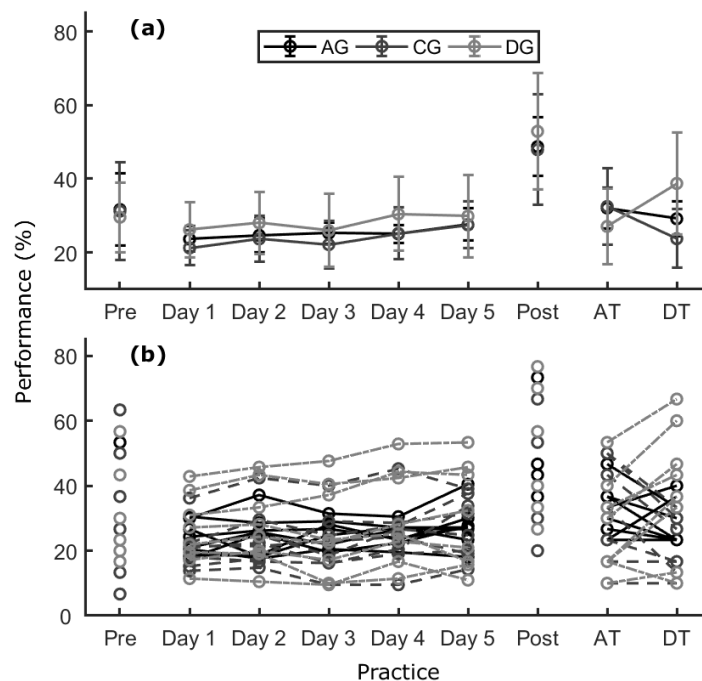 (a)
AG CG DG
80
60
40
20
Pre Day 1 Day 2 Day 3 Day 4 Day 5 Post AT DT
Performance (%)
(b)
80
60
40
20
0
Pre Day 1 Day 2 Day 3 Day 4 Day 5 Post AT DT
Practice